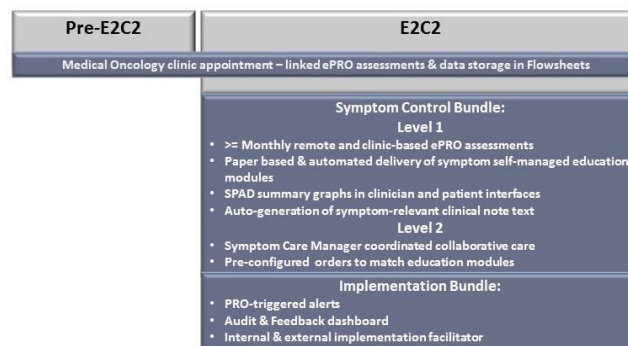 Pre-E2C2
E2C2
Medical Oncology clinic appointment – linked ePRO assessments & data storage in Flowsheets
Symptom Control Bundle:
Level 1
• >= Monthly remote and clinic-based ePRO assessments
• Paper based & automated delivery of symptom self-managed education
modules
• SPAD summary graphs in clinician and patient interfaces
• Auto-generation of symptom-relevant clinical note text
Level 2
• Symptom Care Manager coordinated collaborative care
• Pre-configured orders to match education modules
Implementation Bundle:
• PRO-triggered alerts
• Audit & Feedback dashboard
• Internal & external implementation facilitator